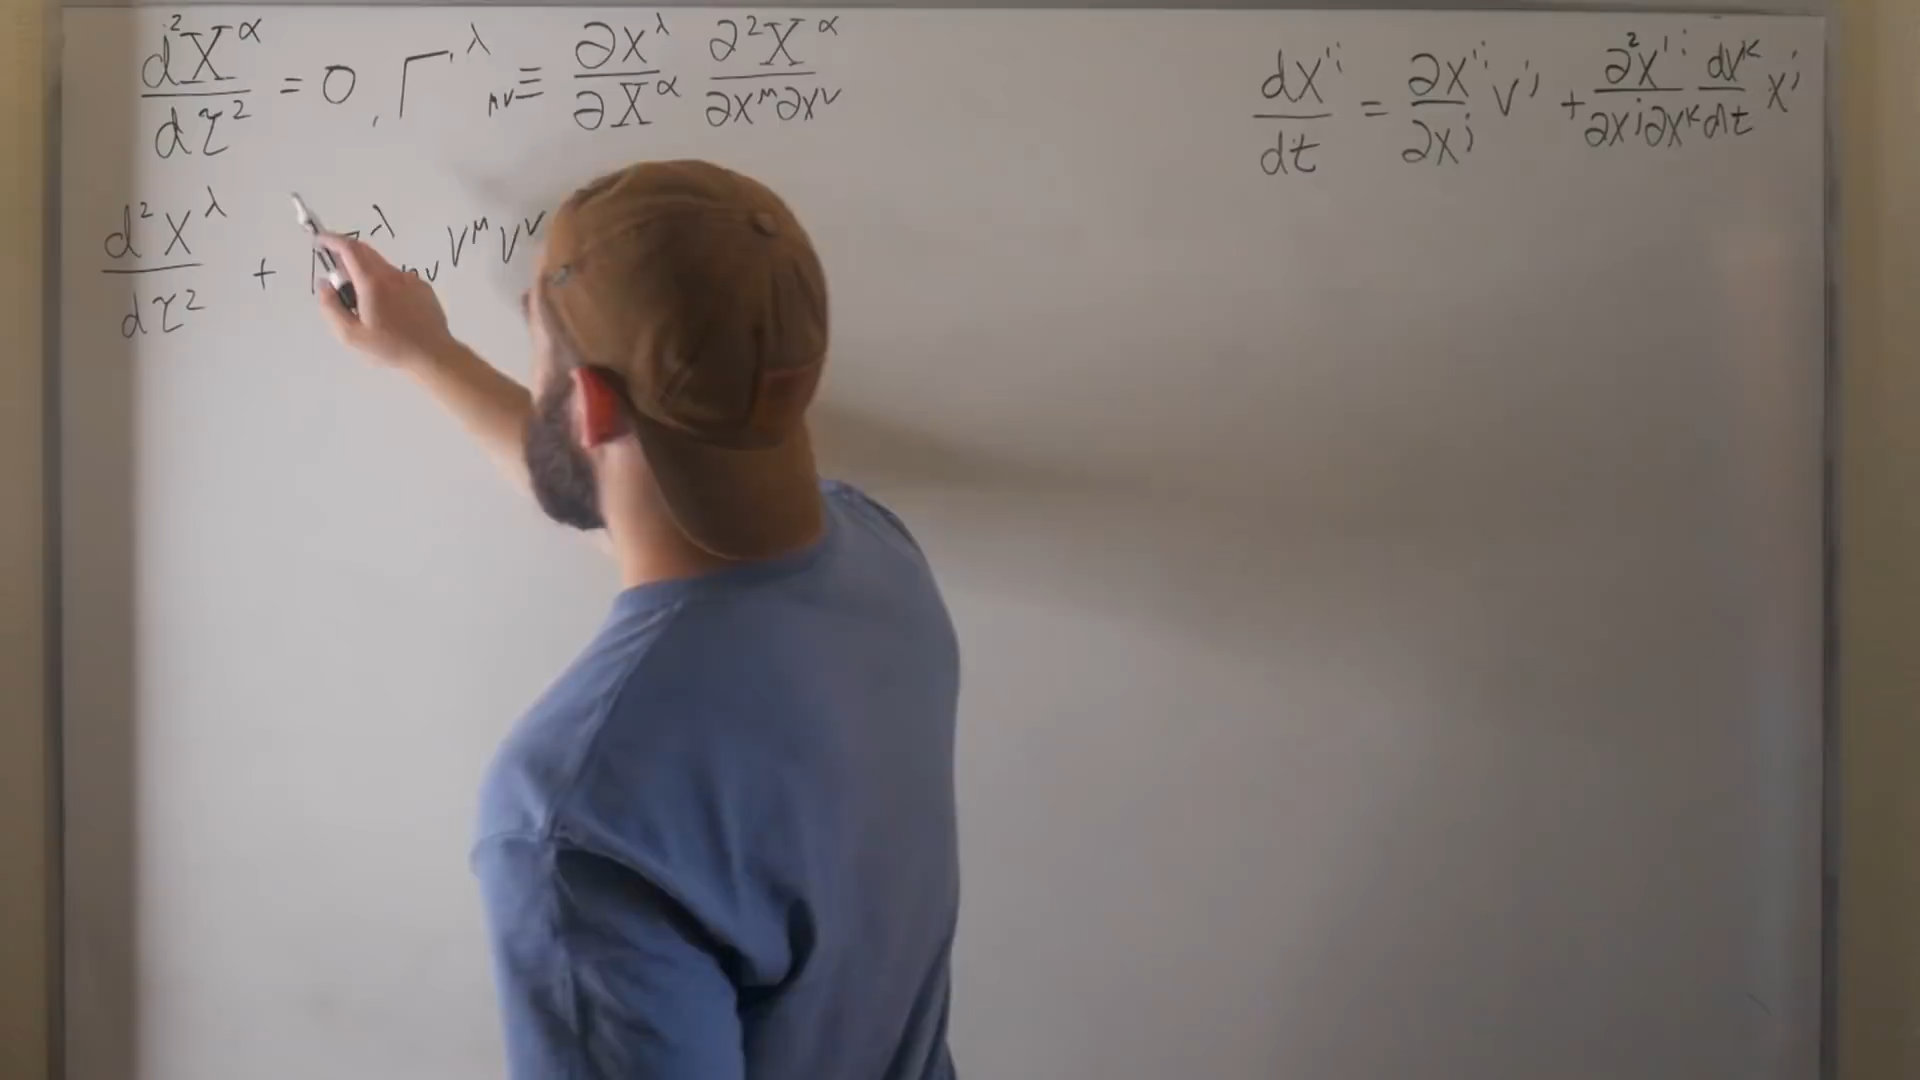 d²X^α/dτ² = 0, Γ^λ_μν ≡ ∂x^λ/∂X^α ∂²X^α/∂x^μ∂x^ν
d²x^λ/dτ² + Γ^λ_μν V^μ V^ν
dx'^i/dt = ∂x'^i/∂x^j v^j + ∂²x'^i/∂x^j∂x^k dx^k/dt x^j